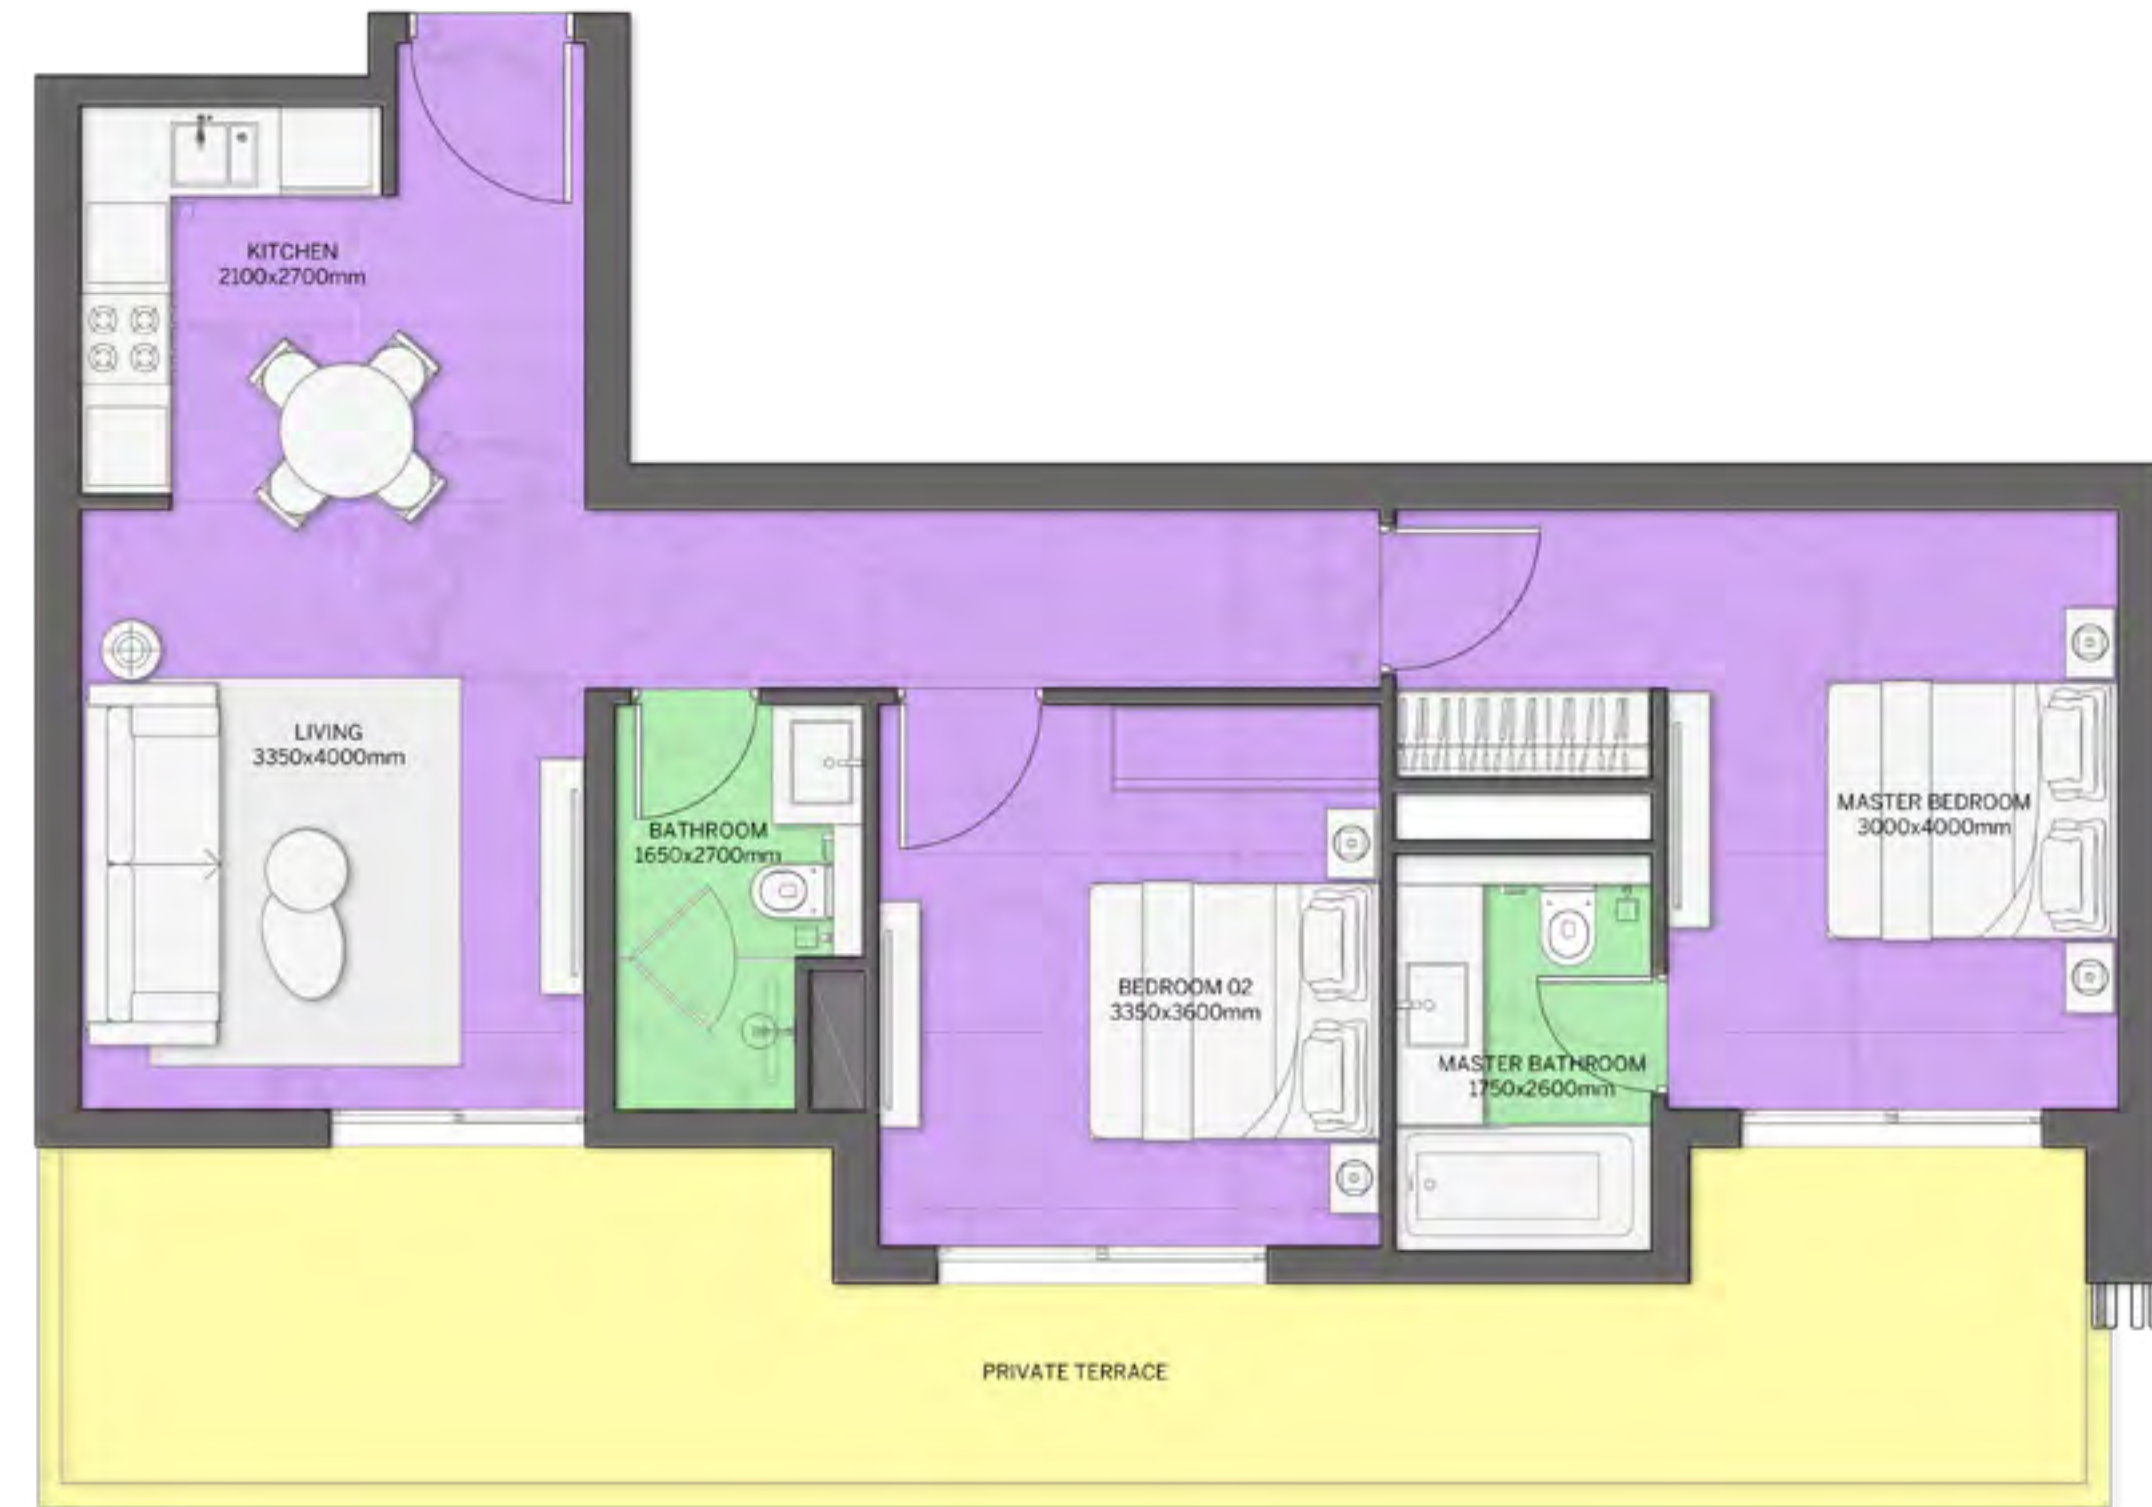 KITCHEN
2100x2700mm
LIVING
3350x4000mm
BATHROOM
1650x2700mm
MASTER BEDROOM
3000x4000mm
BEDROOM 02
3350x3600mm
MASTER BATHROOM
1750x2600mm
PRIVATE TERRACE